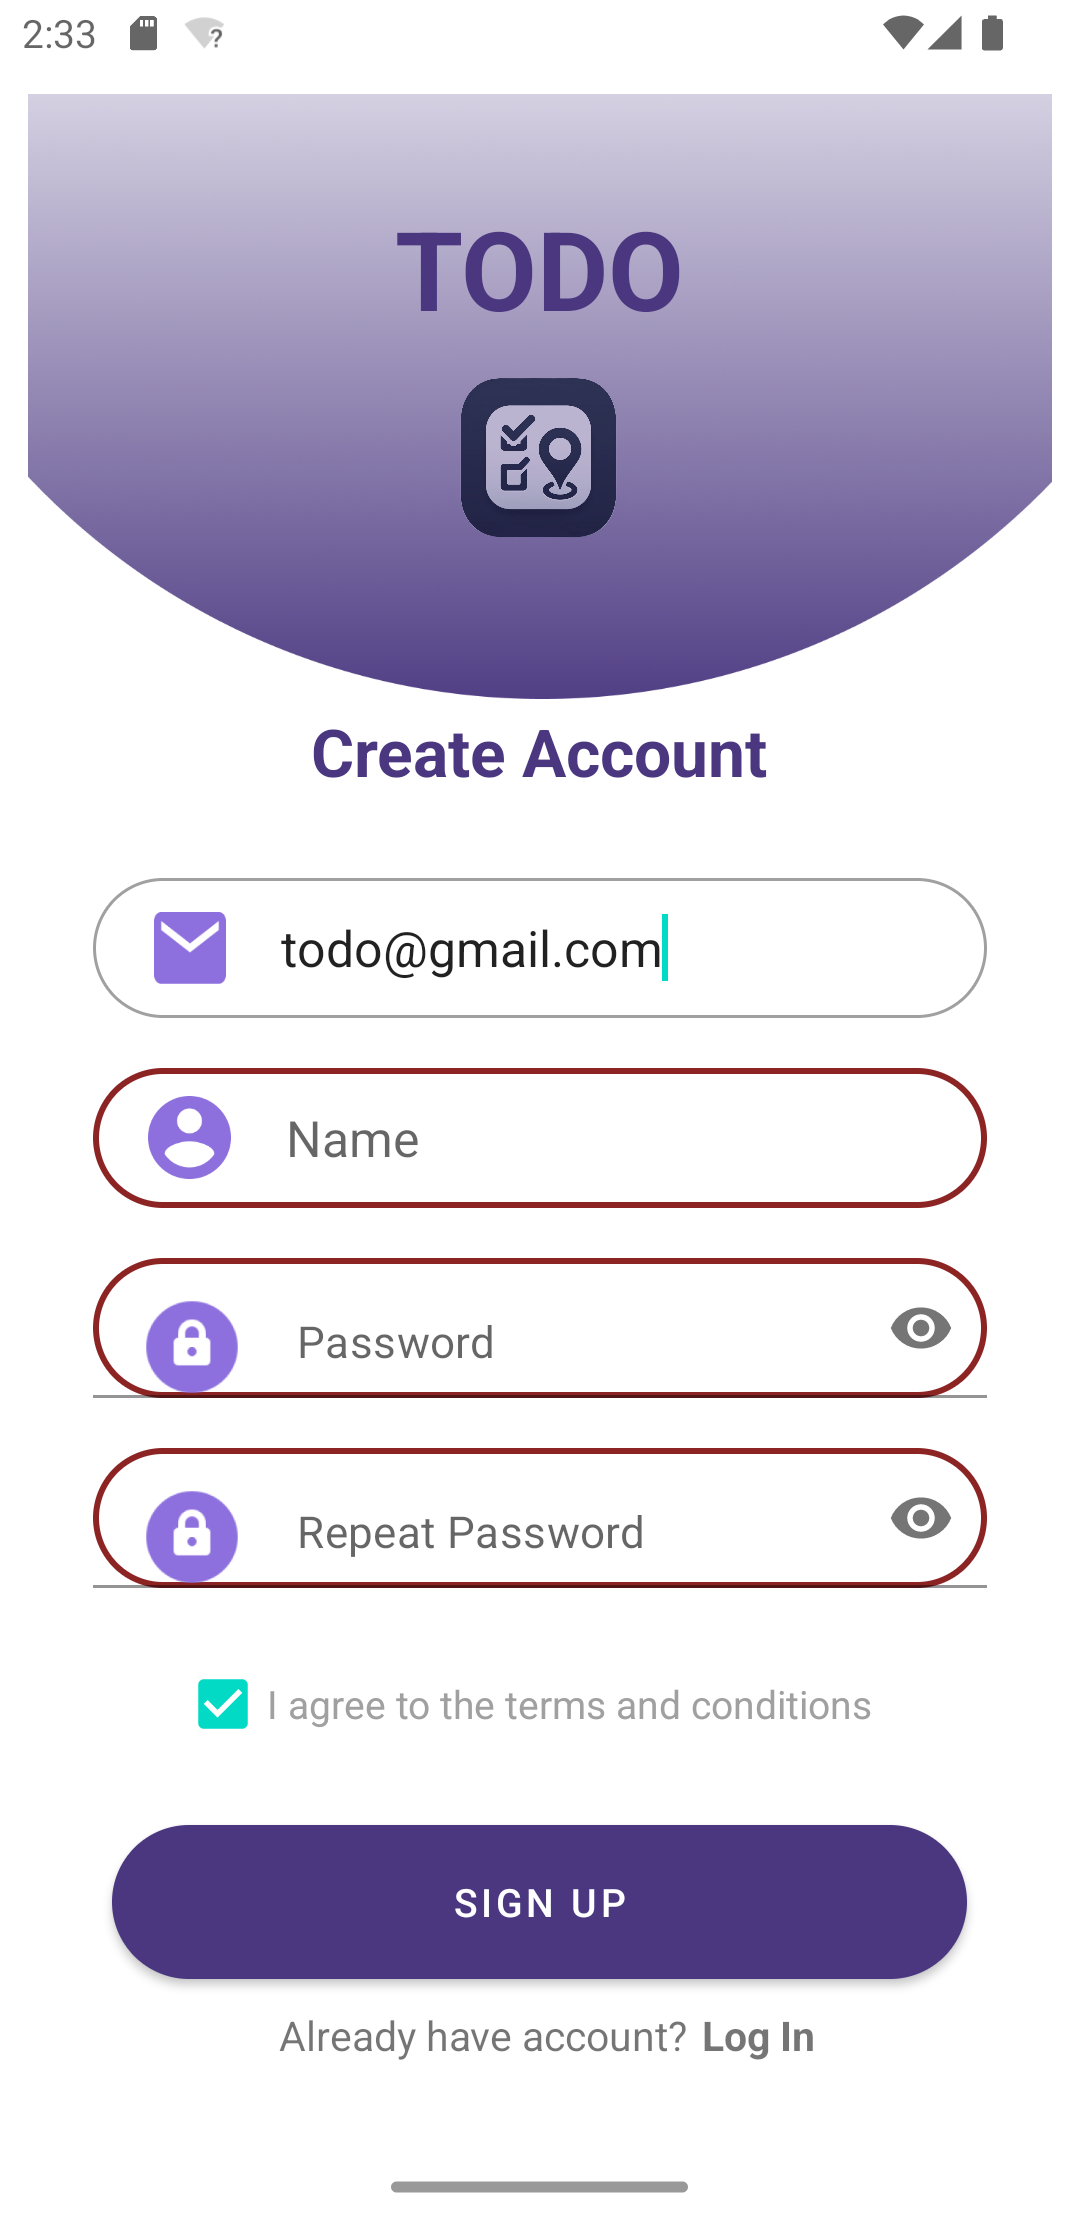 2:33
TODO
Create Account
todo@gmail.com
Name
Password
Repeat Password
I agree to the terms and conditions
SIGN UP
Already have account? Log In